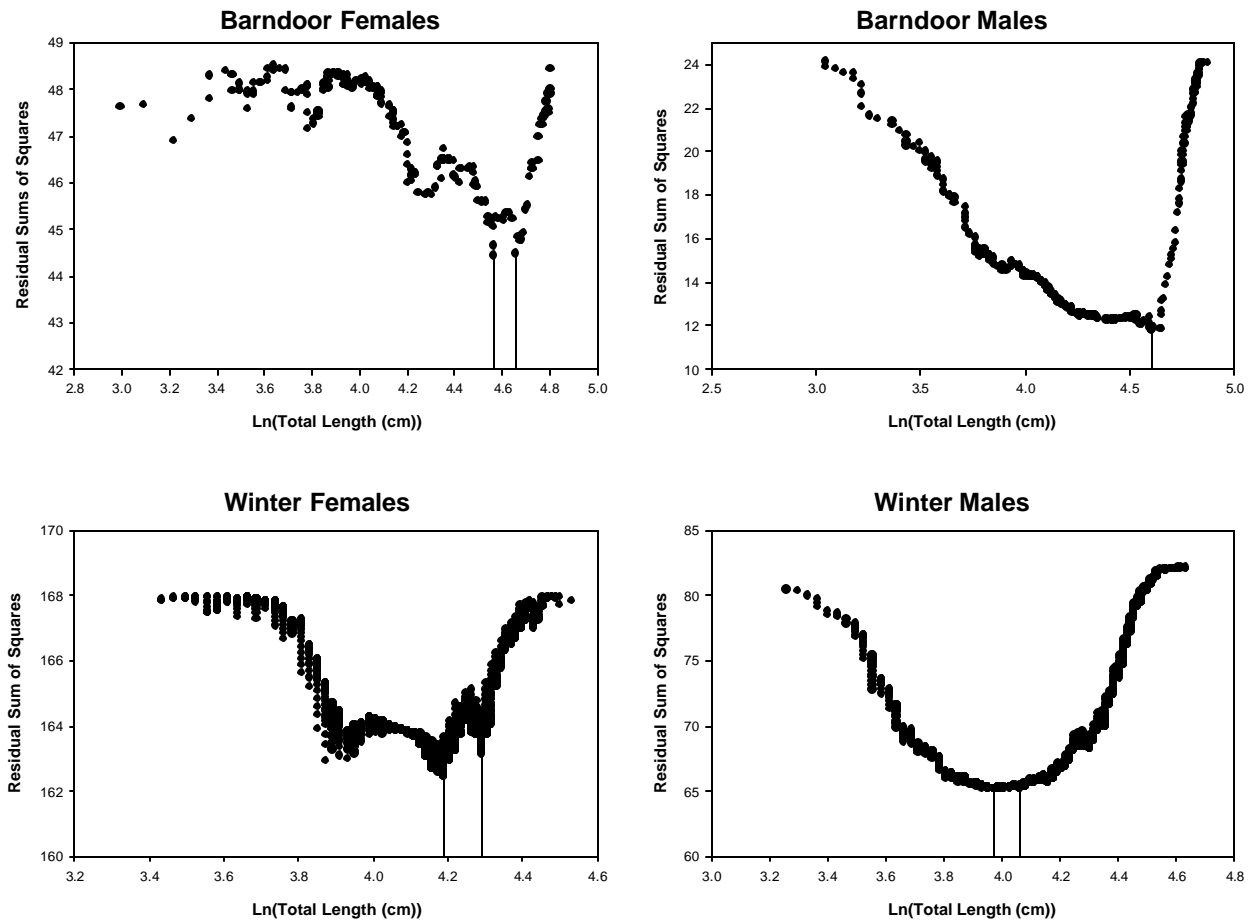 Barndoor Females
Residual Sums of Squares
49
48
47
46
45
44
43
42
2.8 3.0 3.2 3.4 3.6 3.8 4.0 4.2 4.4 4.6 4.8 5.0
Ln(Total Length (cm))
Barndoor Males
Residual Sum of Squares
24
22
20
18
16
14
12
10
2.5 3.0 3.5 4.0 4.5 5.0
Ln(Total Length (cm))
Winter Females
Residual Sum of Squares
170
168
166
164
162
160
3.2 3.4 3.6 3.8 4.0 4.2 4.4 4.6
Ln(Total Length (cm))
Winter Males
Residual Sum of Squares
85
80
75
70
65
60
3.0 3.2 3.4 3.6 3.8 4.0 4.2 4.4 4.6 4.8
Ln(Total Length (cm))